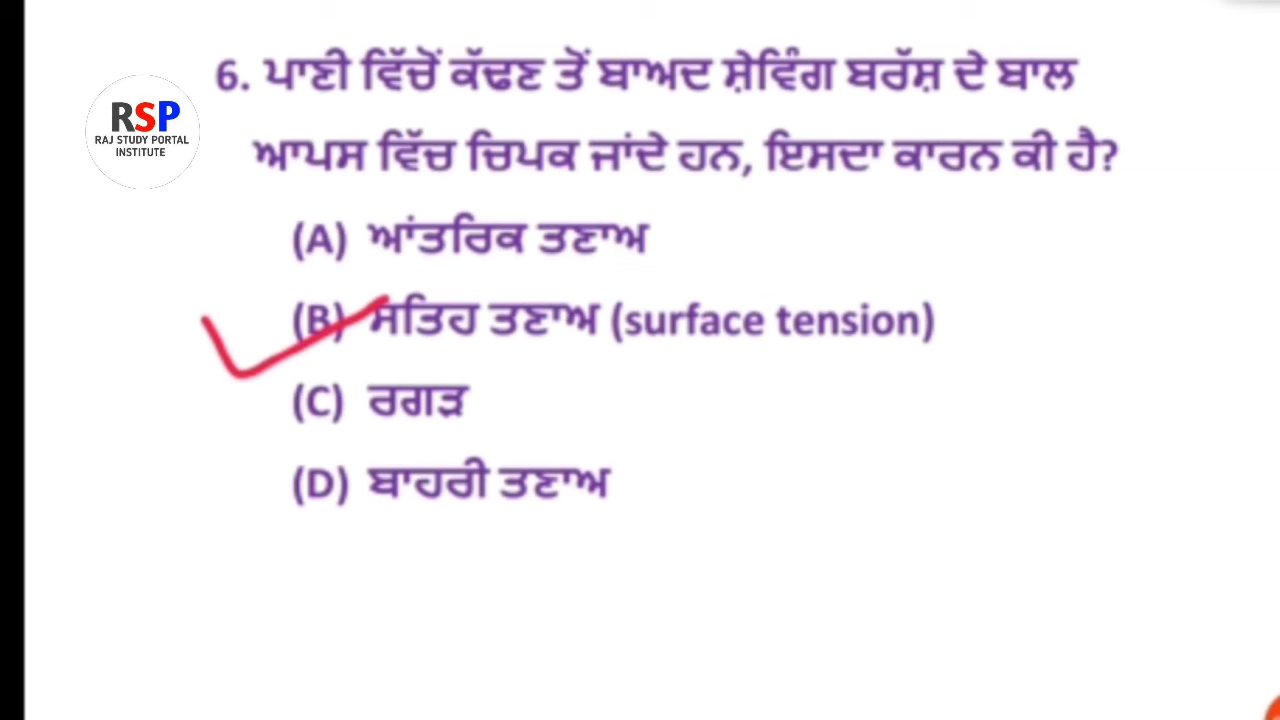 6. ਪਾਣੀ ਵਿੱਚੋਂ ਕੱਢਣ ਤੋਂ ਬਾਅਦ ਸ਼ੇਵਿੰਗ ਬਰੱਸ਼ ਦੇ ਬਾਲ
RSP
RAJ STUDY PORTAL
INSTITUTE
ਆਪਸ ਵਿੱਚ ਚਿਪਕ ਜਾਂਦੇ ਹਨ, ਇਸਦਾ ਕਾਰਨ ਕੀ ਹੈ?
(A) ਆਂਤਰਿਕ ਤਣਾਅ
(B) ਸਤਿਹ ਤਣਾਅ (surface tension)
(C) ਰਗੜ
(D) ਬਾਹਰੀ ਤਣਾਅ